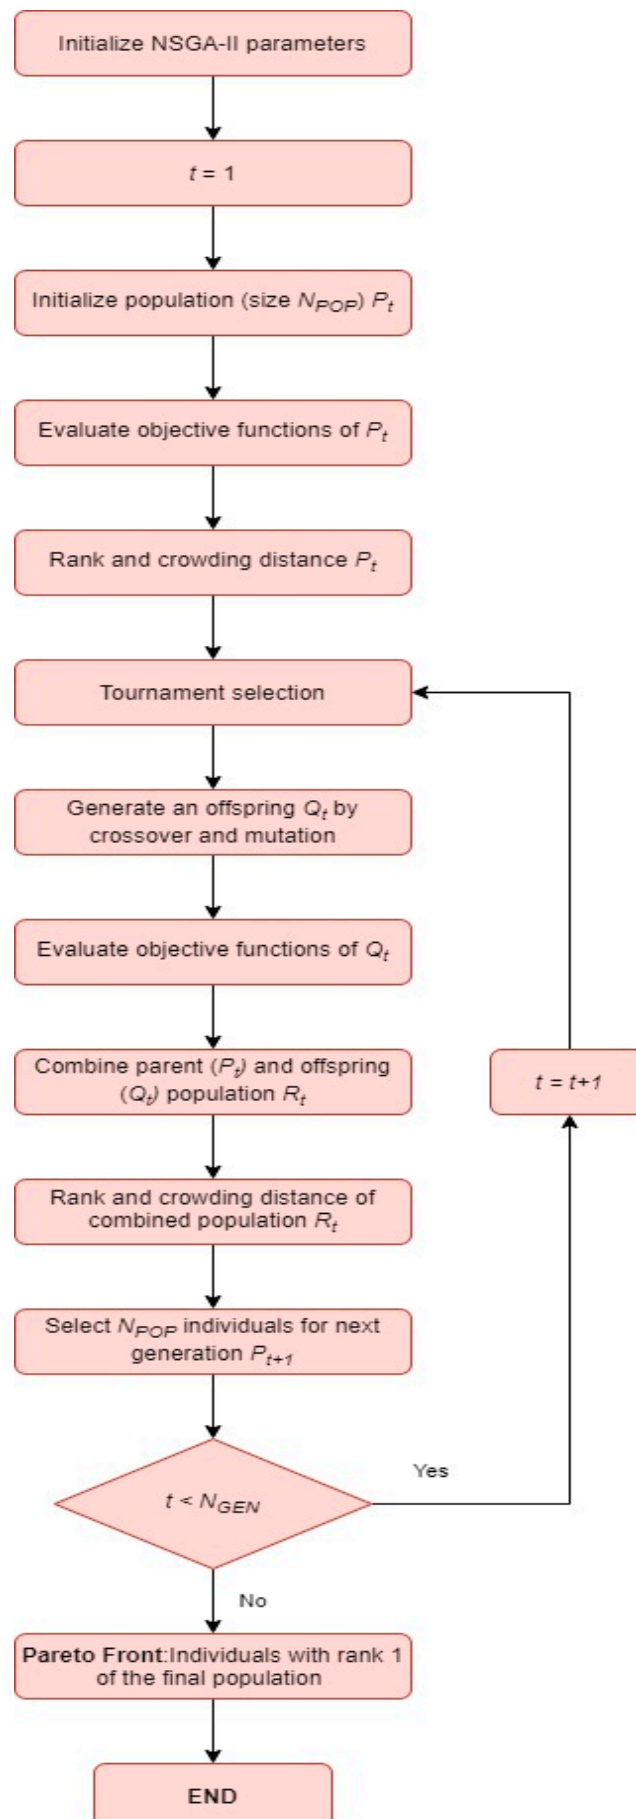 Initialize NSGA-II parameters
t = 1
Initialize population (size N_POP) P_t
Evaluate objective functions of P_t
Rank and crowding distance P_t
Tournament selection
Generate an offspring Q_t by
crossover and mutation
Evaluate objective functions of Q_t
Combine parent (P_t) and offspring
(Q_t) population R_t
t = t+1
Rank and crowding distance of
combined population R_t
Select N_POP individuals for next
generation P_t+1
Yes
t < N_GEN
No
Pareto Front:Individuals with rank 1
of the final population
END